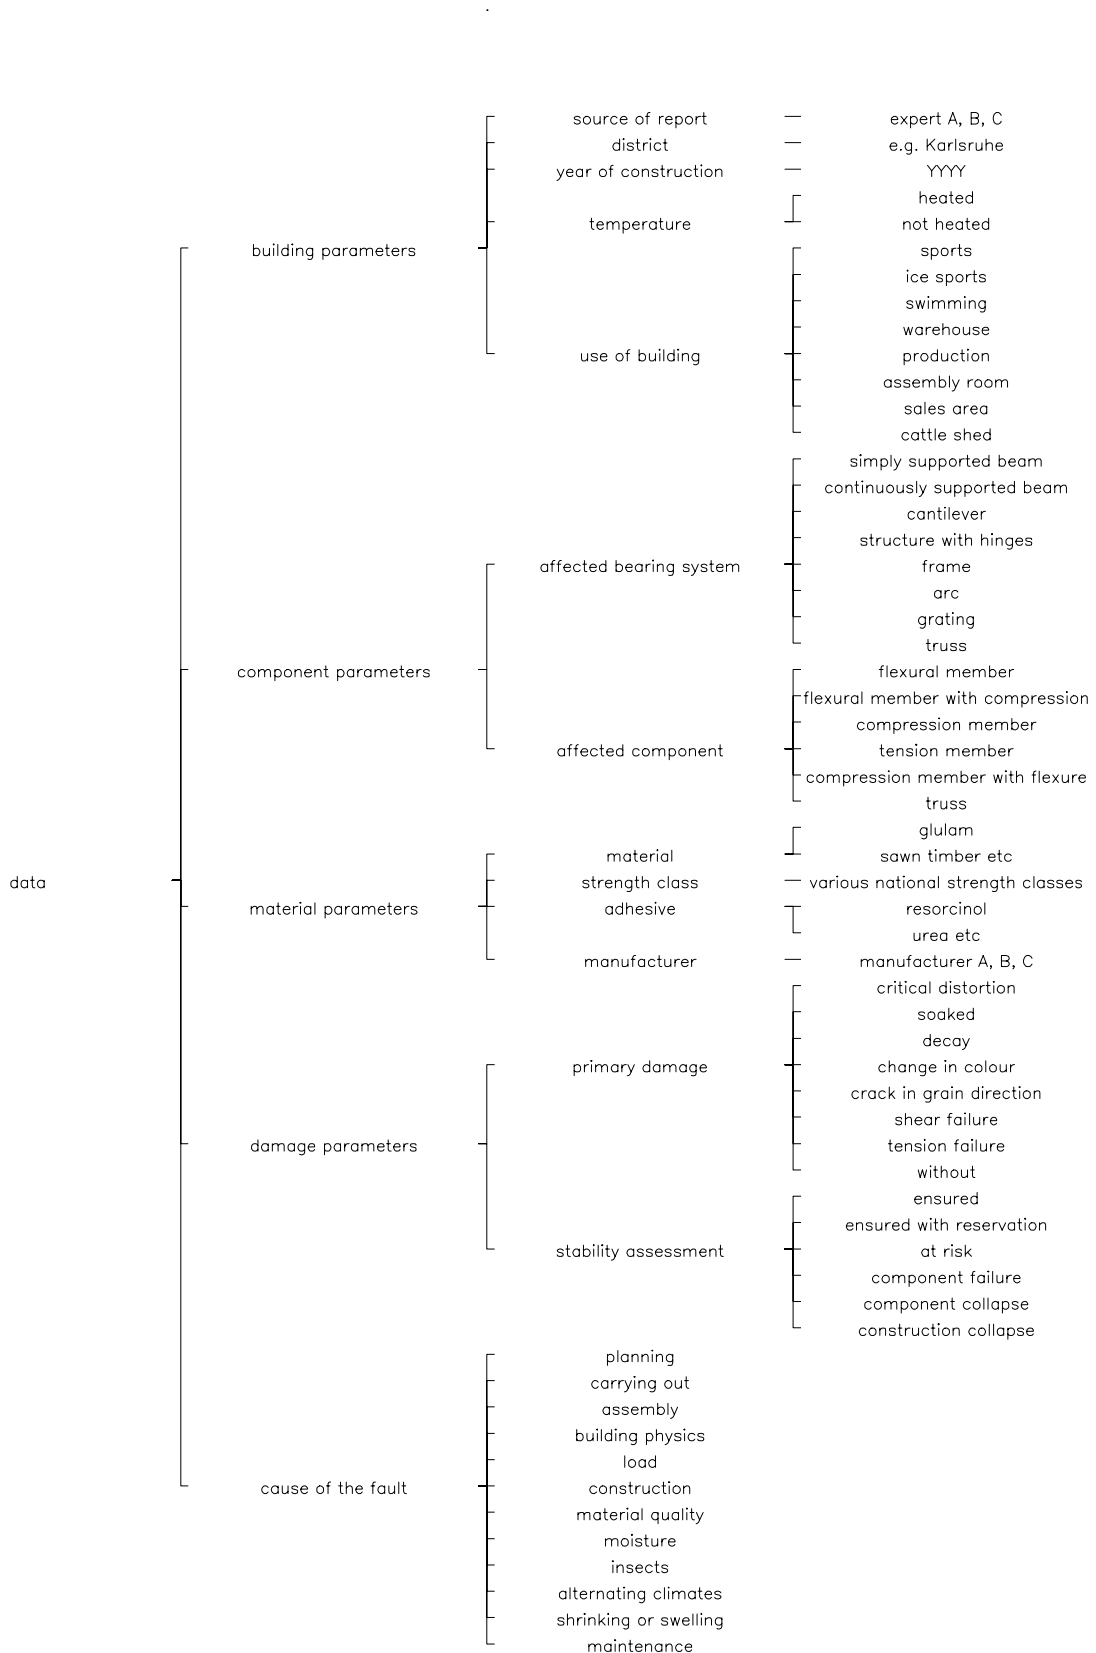 source of report expert A, B, C
district e.g. Karlsruhe
year of construction YYYY
heated
temperature not heated
building parameters sports
ice sports
swimming
warehouse
use of building production
assembly room
sales area
cattle shed
simply supported beam
continuously supported beam
cantilever
structure with hinges
affected bearing system frame
arc
grating
truss
component parameters flexural member
flexural member with compression
compression member
affected component tension member
compression member with flexure
truss
glulam
material sawn timber etc
data strength class various national strength classes
material parameters adhesive resorcinol
urea etc
manufacturer manufacturer A, B, C
critical distortion
soaked
decay
primary damage change in colour
crack in grain direction
shear failure
damage parameters tension failure
without
ensured
ensured with reservation
stability assessment at risk
component failure
component collapse
construction collapse
planning
carrying out
assembly
building physics
load
cause of the fault construction
material quality
moisture
insects
alternating climates
shrinking or swelling
maintenance